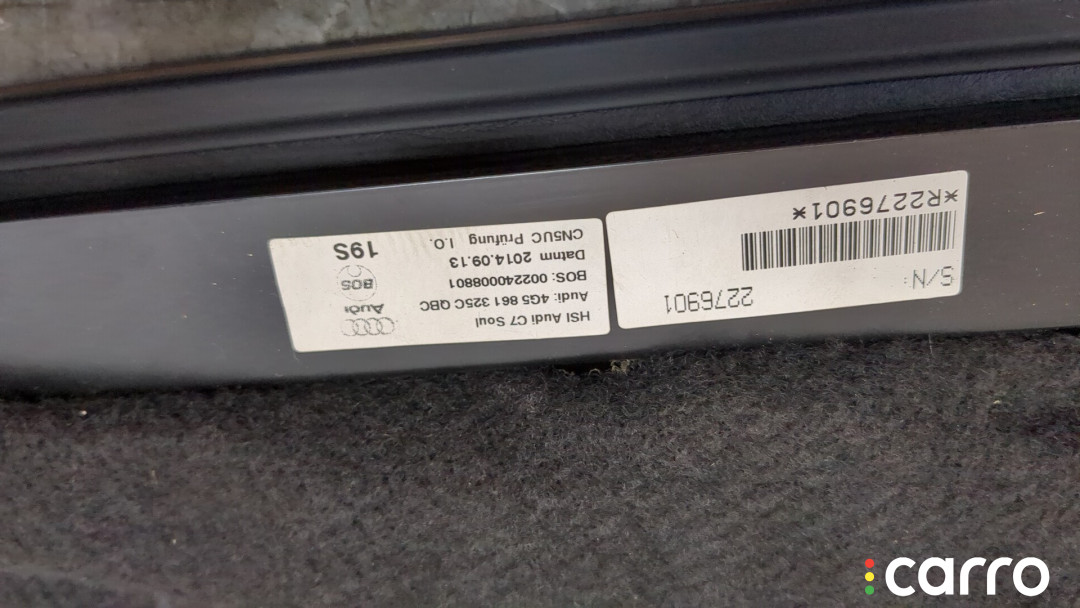 HSI Audi C7 Soul
Audi: 4G5 861 325C QBC
BOS: 002240008801
Datnm 2014.09.13
CN5UC Prüfung I.O.
Audi
BOS
19S
S/N: 2276901
*R2276901*
carro